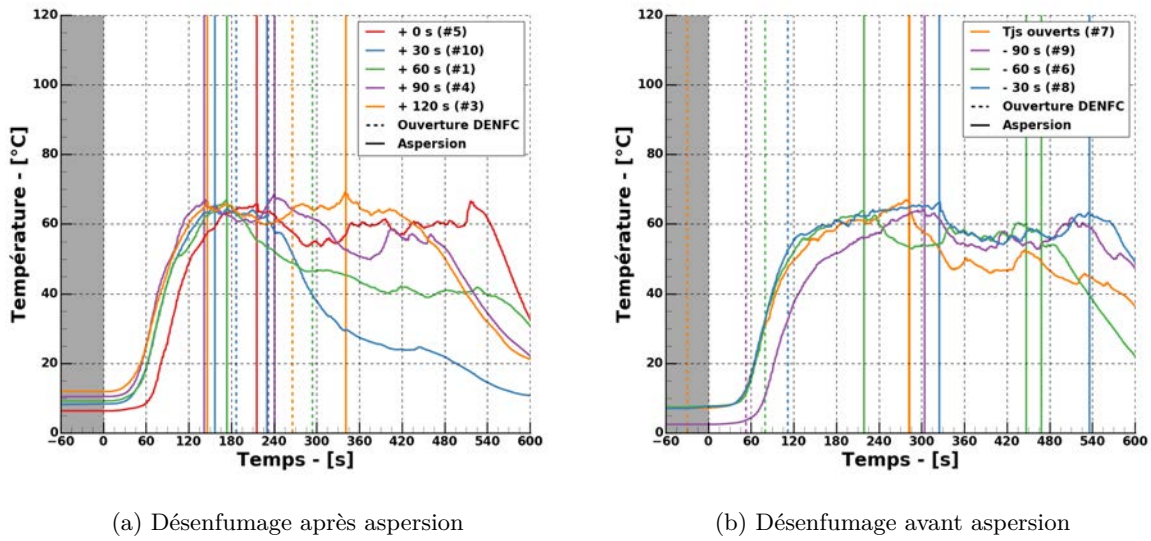 120
100
80
60
40
20
0
Température - [°C]
−60 0 60 120 180 240 300 360 420 480 540 600
Temps - [s]
+ 0 s (#5)
+ 30 s (#10)
+ 60 s (#1)
+ 90 s (#4)
+ 120 s (#3)
Ouverture DENFC
Aspersion
(a) Désenfumage après aspersion
120
100
80
60
40
20
0
Température - [°C]
−60 0 60 120 180 240 300 360 420 480 540 600
Temps - [s]
Tjs ouverts (#7)
- 90 s (#9)
- 60 s (#6)
- 30 s (#8)
Ouverture DENFC
Aspersion
(b) Désenfumage avant aspersion